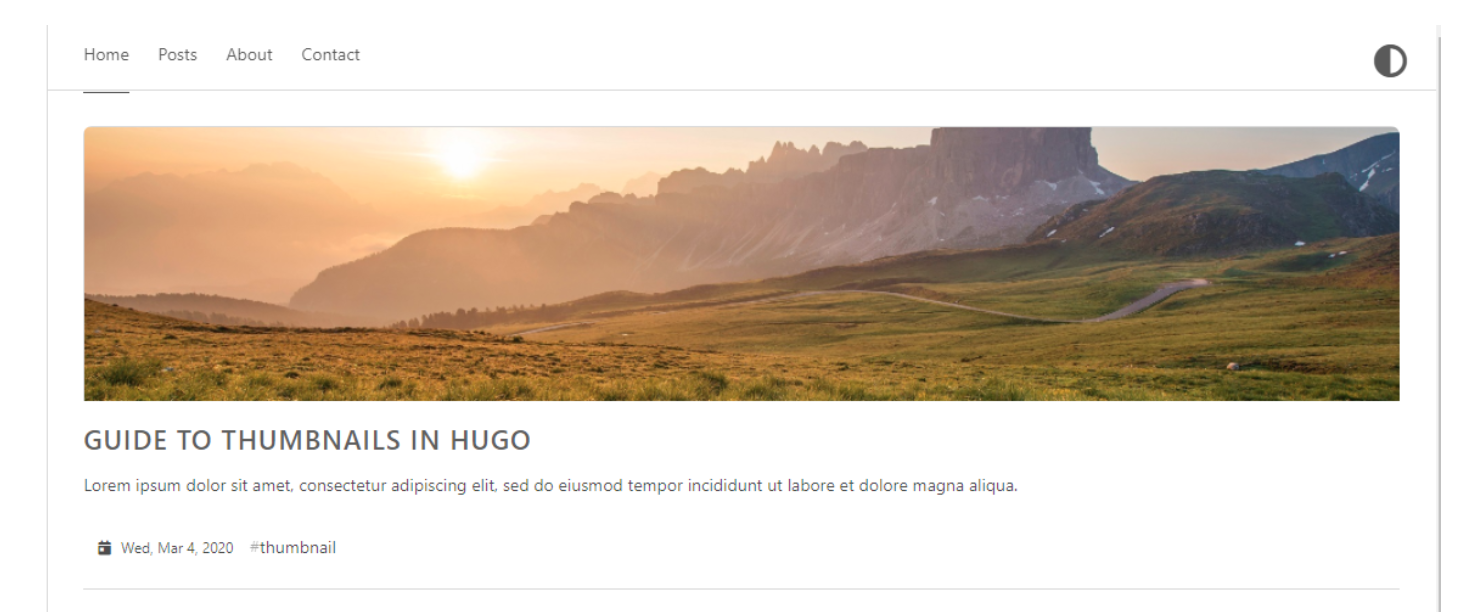 Home Posts About Contact
GUIDE TO THUMBNAILS IN HUGO
Lorem ipsum dolor sit amet, consectetur adipiscing elit, sed do eiusmod tempor incididunt ut labore et dolore magna aliqua.
Wed, Mar 4, 2020 #thumbnail